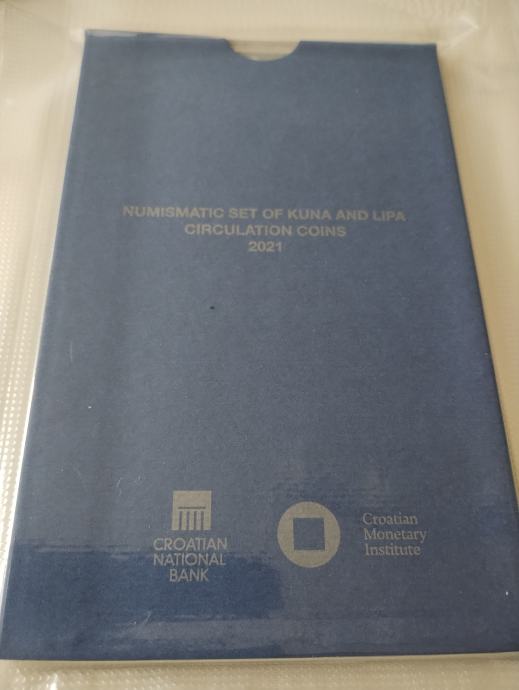 NUMISMATIC SET OF KUNA AND LIPA
CIRCULATION COINS
2021
CROATIAN
NATIONAL
BANK
Croatian
Monetary
Institute